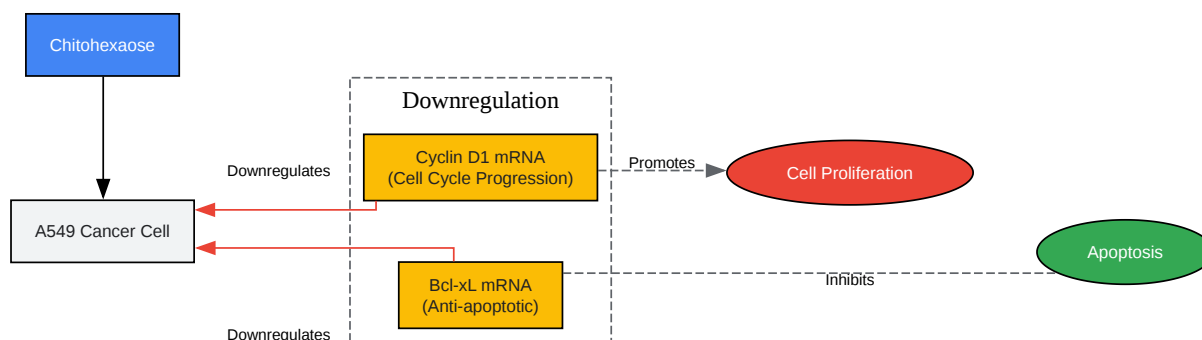 Chitohexaose
Downregulation
Cyclin D1 mRNA
(Cell Cycle Progression)
Downregulates
Promotes
Cell Proliferation
A549 Cancer Cell
Apoptosis
Bcl-xL mRNA
(Anti-apoptotic)
Inhibits
Downregulates